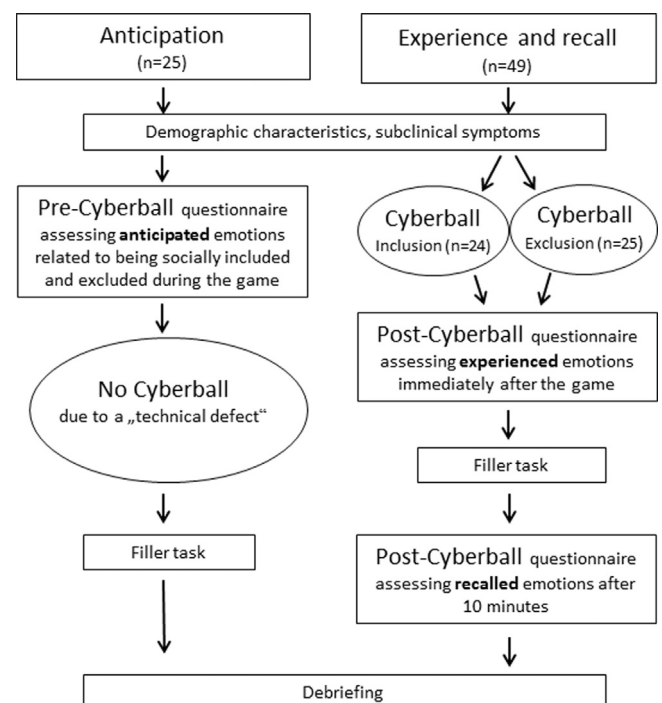 Anticipation
(n=25)
Experience and recall
(n=49)
Demographic characteristics, subclinical symptoms
Pre-Cyberball questionnaire
assessing anticipated emotions
related to being socially included
and excluded during the game
Cyberball
Inclusion (n=24)
Cyberball
Exclusion (n=25)
No Cyberball
due to a „technical defect“
Post-Cyberball questionnaire
assessing experienced emotions
immediately after the game
Filler task
Filler task
Post-Cyberball questionnaire
assessing recalled emotions after
10 minutes
Debriefing